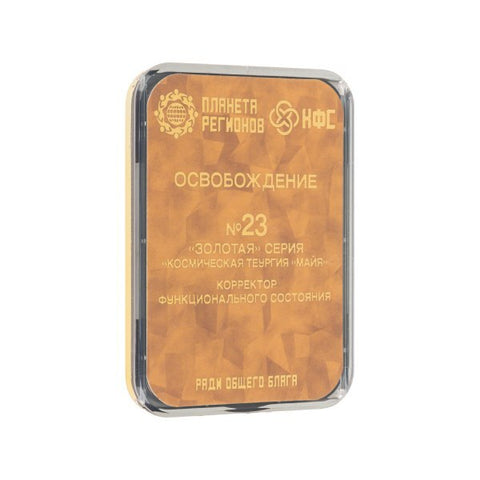 ПЛАНЕТА
РЕГИОНОВ
КФС
ОСВОБОЖДЕНИЕ
№23
«ЗОЛОТАЯ» СЕРИЯ
«КОСМИЧЕСКАЯ ТЕУРГИЯ «МАЙЯ»
КОРРЕКТОР
ФУНКЦИОНАЛЬНОГО СОСТОЯНИЯ
РАДИ ОБЩЕГО БЛАГА